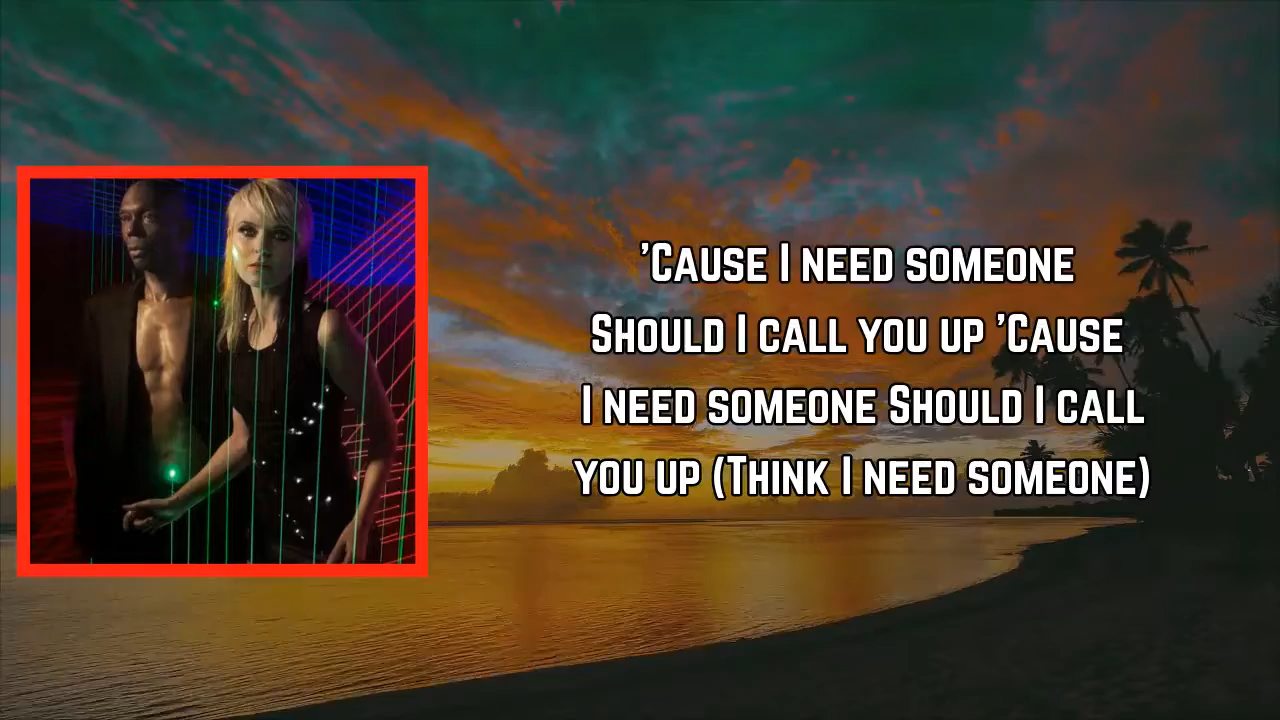 'Cause I need someone
Should I call you up 'Cause
I need someone Should I call
you up (Think I need someone)